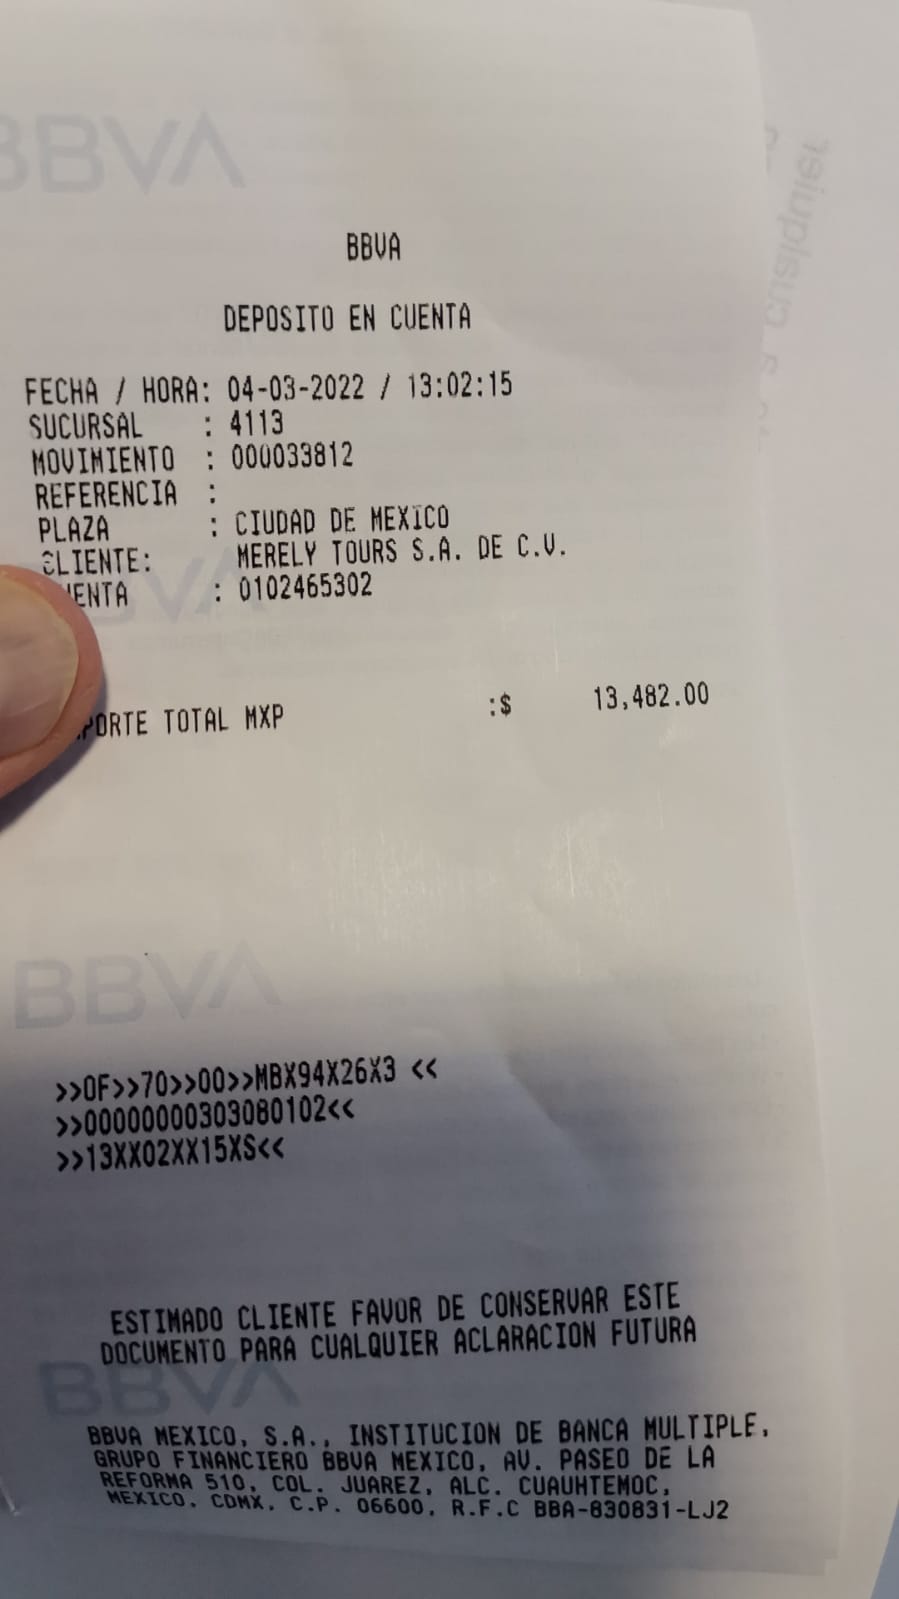 BBVA
BBVA
DEPOSITO EN CUENTA
FECHA / HORA: 04-03-2022 / 13:02:15
SUCURSAL : 4113
MOVIMIENTO : 000033812
REFERENCIA :
PLAZA : CIUDAD DE MEXICO
CLIENTE: MERELY TOURS S.A. DE C.V.
UENTA : 0102465302
BBVA
PORTE TOTAL MXP :$ 13,482.00
BBVA
>>0F>>70>>00>>MBX94X26X3 <<
>>00000000303080102<<
>>13XX02XX15XS<<
ESTIMADO CLIENTE FAVOR DE CONSERVAR ESTE
DOCUMENTO PARA CUALQUIER ACLARACION FUTURA
BBVA
BBVA MEXICO, S.A., INSTITUCION DE BANCA MULTIPLE,
GRUPO FINANCIERO BBVA MEXICO, AV. PASEO DE LA
REFORMA 510, COL. JUAREZ, ALC. CUAUHTEMOC,
MEXICO, CDMX, C.P. 06600, R.F.C BBA-830831-LJ2